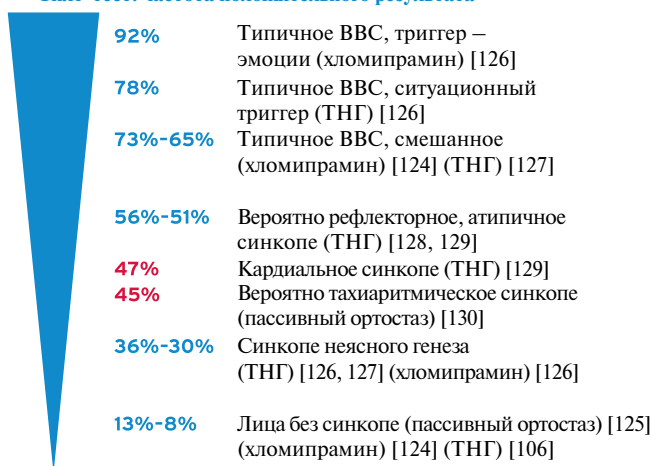 92% Типичное ВВС, триггер –
эмоции (хломипрамин) [126]
78% Типичное ВВС, ситуационный
триггер (ТНГ) [126]
73%-65% Типичное ВВС, смешанное
(хломипрамин) [124] (ТНГ) [127]
56%-51% Вероятно рефлекторное, атипичное
синкопе (ТНГ) [128, 129]
47% Кардиальное синкопе (ТНГ) [129]
45% Вероятно тахиаритмическое синкопе
(пассивный ортостаз) [130]
36%-30% Синкопе неясного генеза
(ТНГ) [126, 127] (хломипрамин) [126]
13%-8% Лица без синкопе (пассивный ортостаз) [125]
(хломипрамин) [124] (ТНГ) [106]